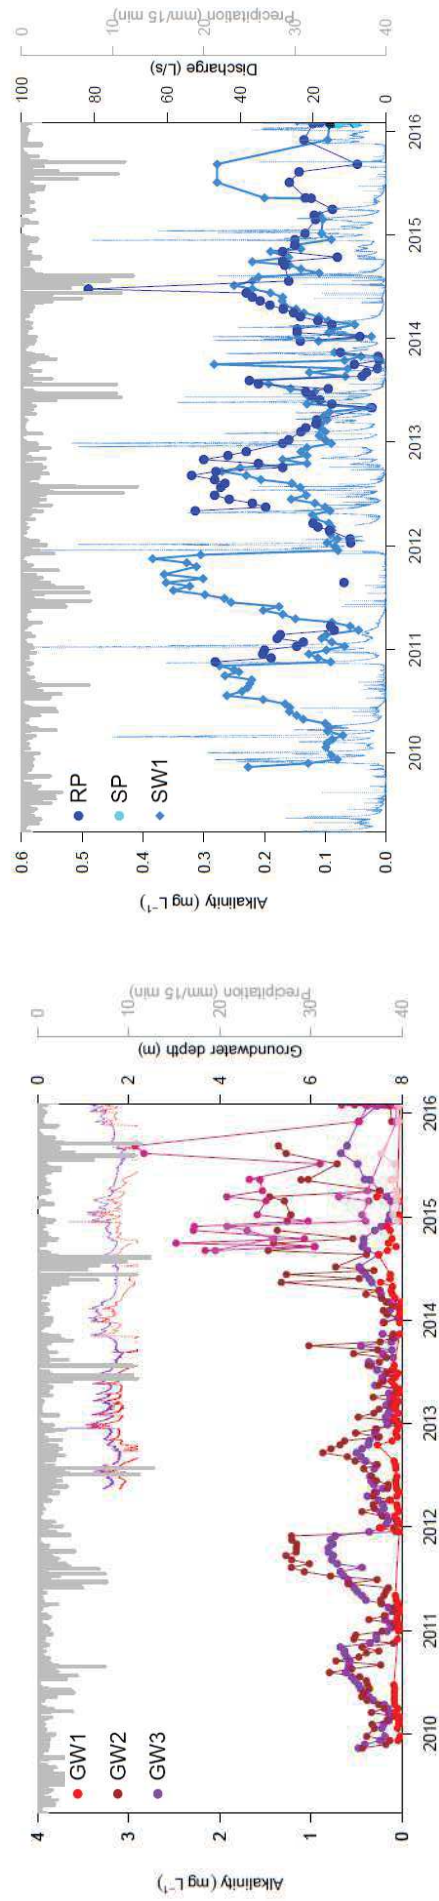 Precipitation (mm/15 min)
0 10 20 30 40
Discharge (L/s)
100 80 60 40 20 0
RP
SP
SW1
0.6 0.5 0.4 0.3 0.2 0.1 0.0
Alkalinity (mg L⁻¹)
2010 2011 2012 2013 2014 2015 2016
Precipitation (mm/15 min)
0 10 20 30 40
Groundwater depth (m)
0 2 4 6 8
GW1
GW2
GW3
4 3 2 1 0
Alkalinity (mg L⁻¹)
2010 2011 2012 2013 2014 2015 2016